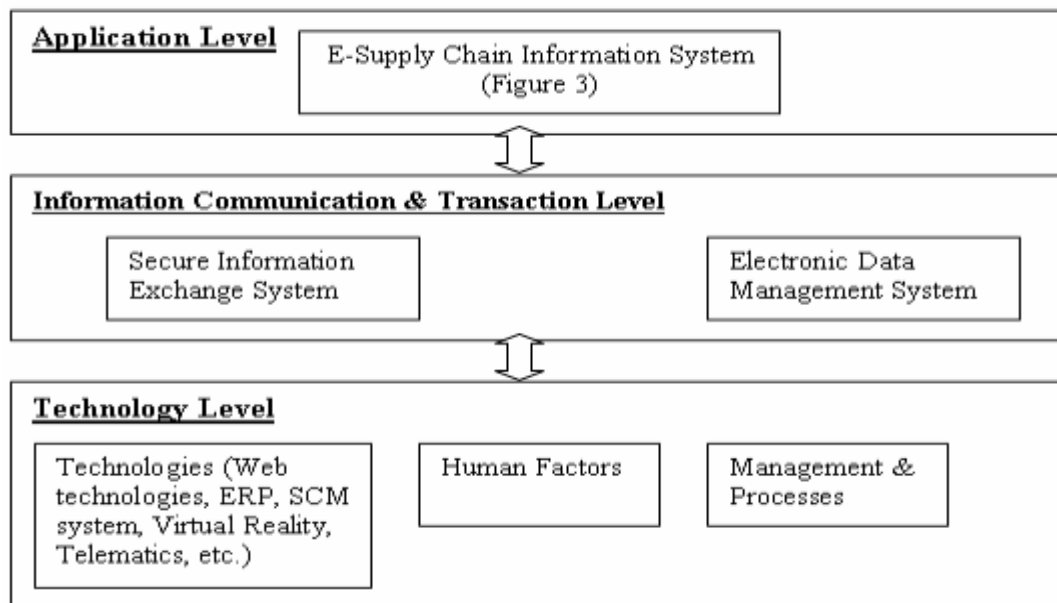 Application Level
E-Supply Chain Information System
(Figure 3)
Information Communication & Transaction Level
Secure Information
Exchange System
Electronic Data
Management System
Technology Level
Technologies (Web
technologies, ERP, SCM
system, Virtual Reality,
Telematics, etc.)
Human Factors
Management &
Processes